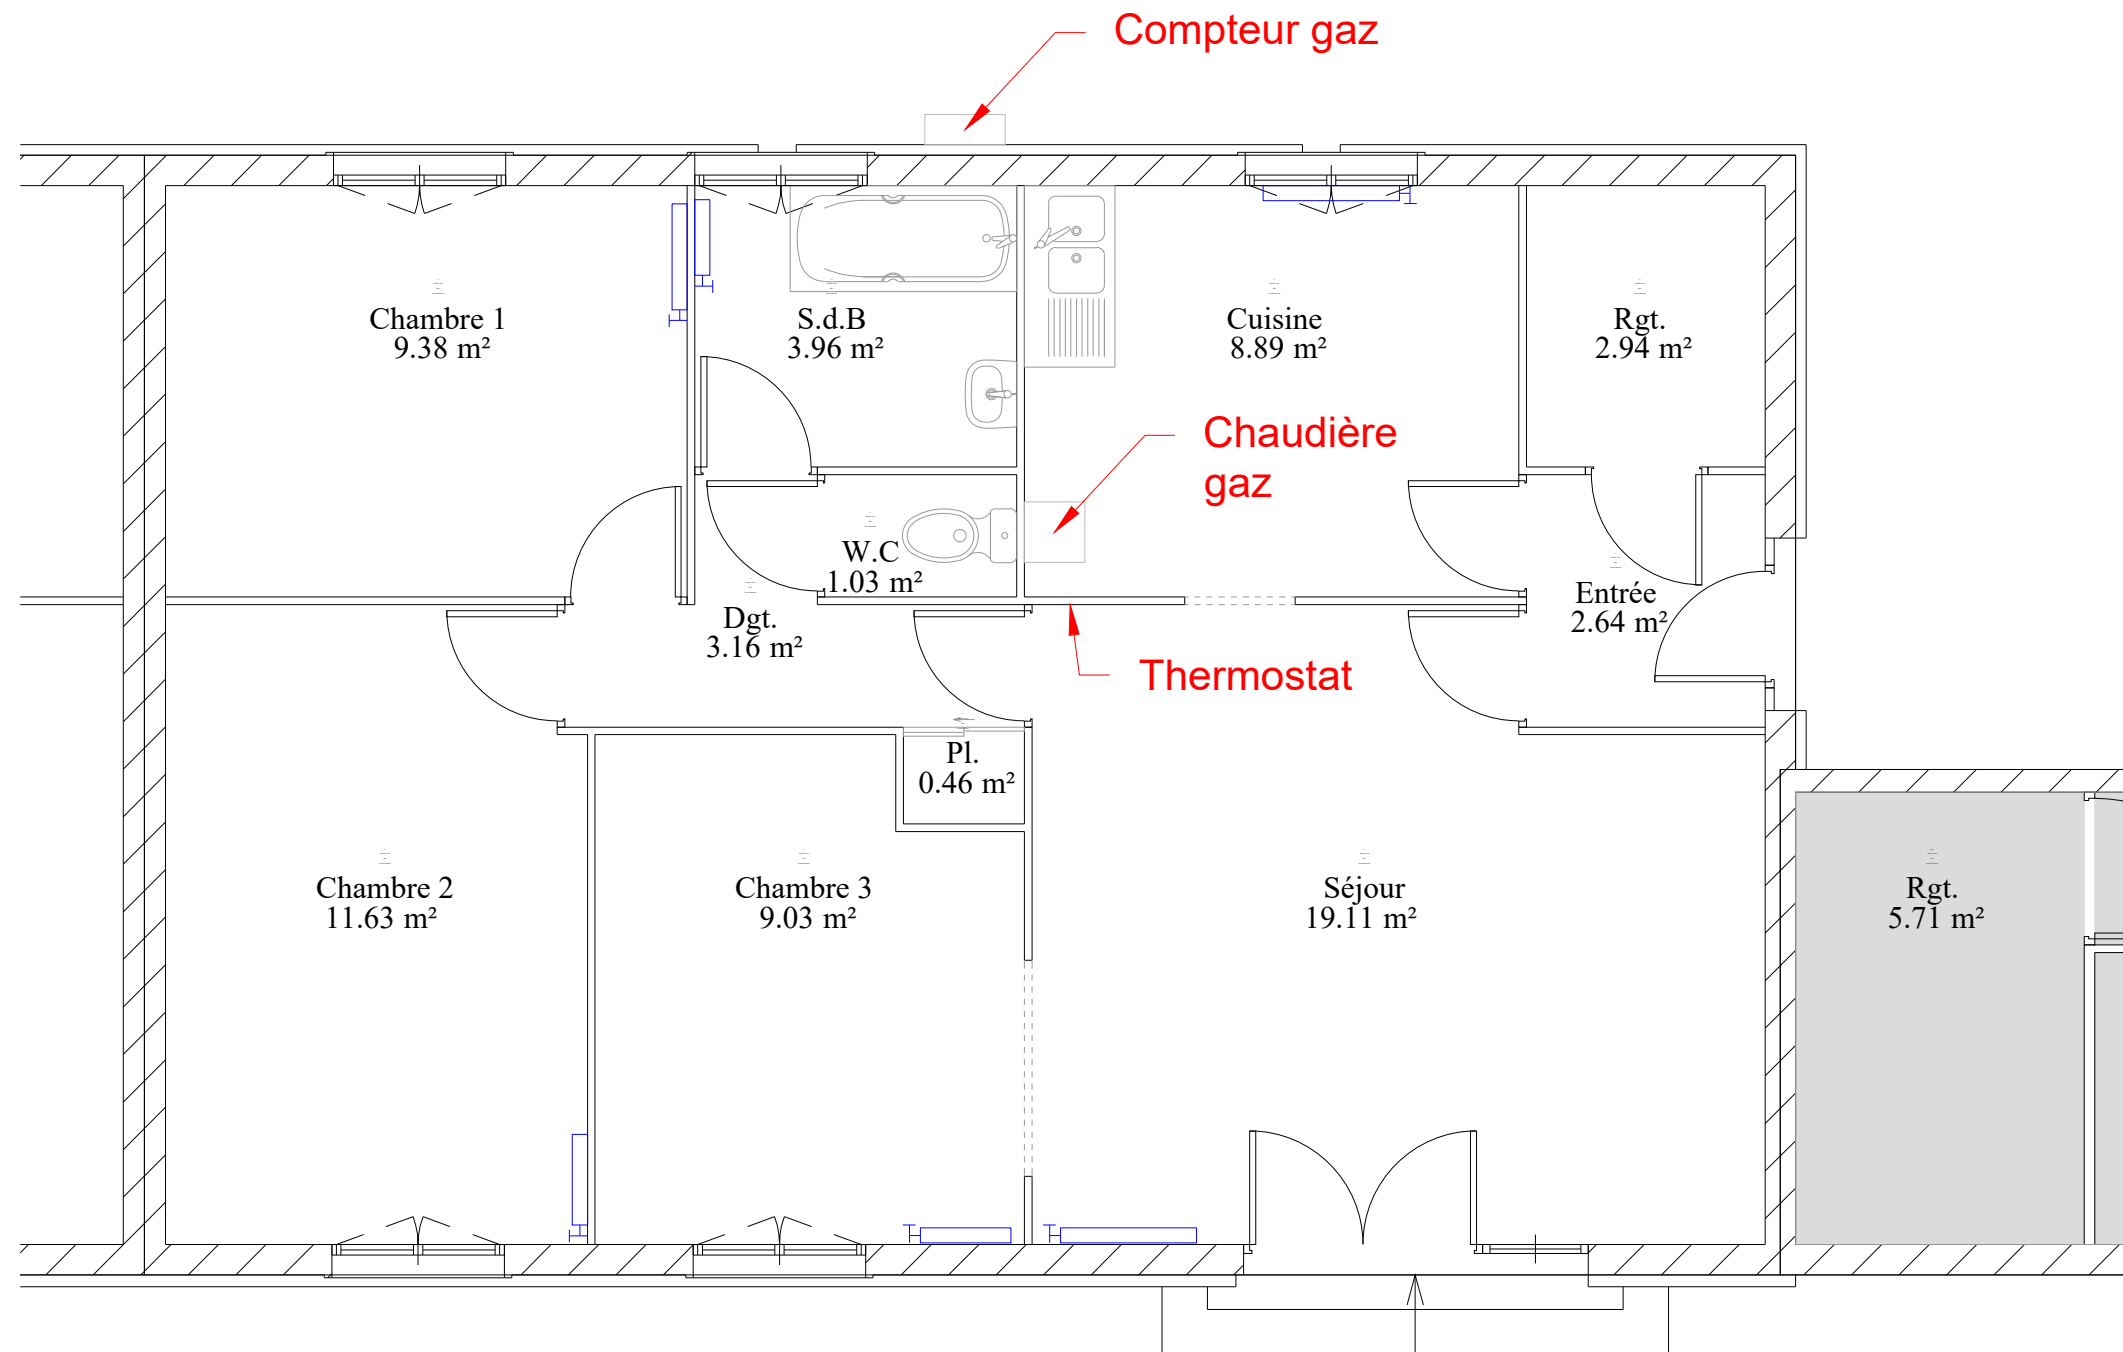 Compteur gaz
Chambre 1
9.38 m²
S.d.B
3.96 m²
Cuisine
8.89 m²
Rgt.
2.94 m²
Chaudière
gaz
W.C
1.03 m²
Dgt.
3.16 m²
Entrée
2.64 m²
Thermostat
Pl.
0.46 m²
Chambre 2
11.63 m²
Chambre 3
9.03 m²
Séjour
19.11 m²
Rgt.
5.71 m²